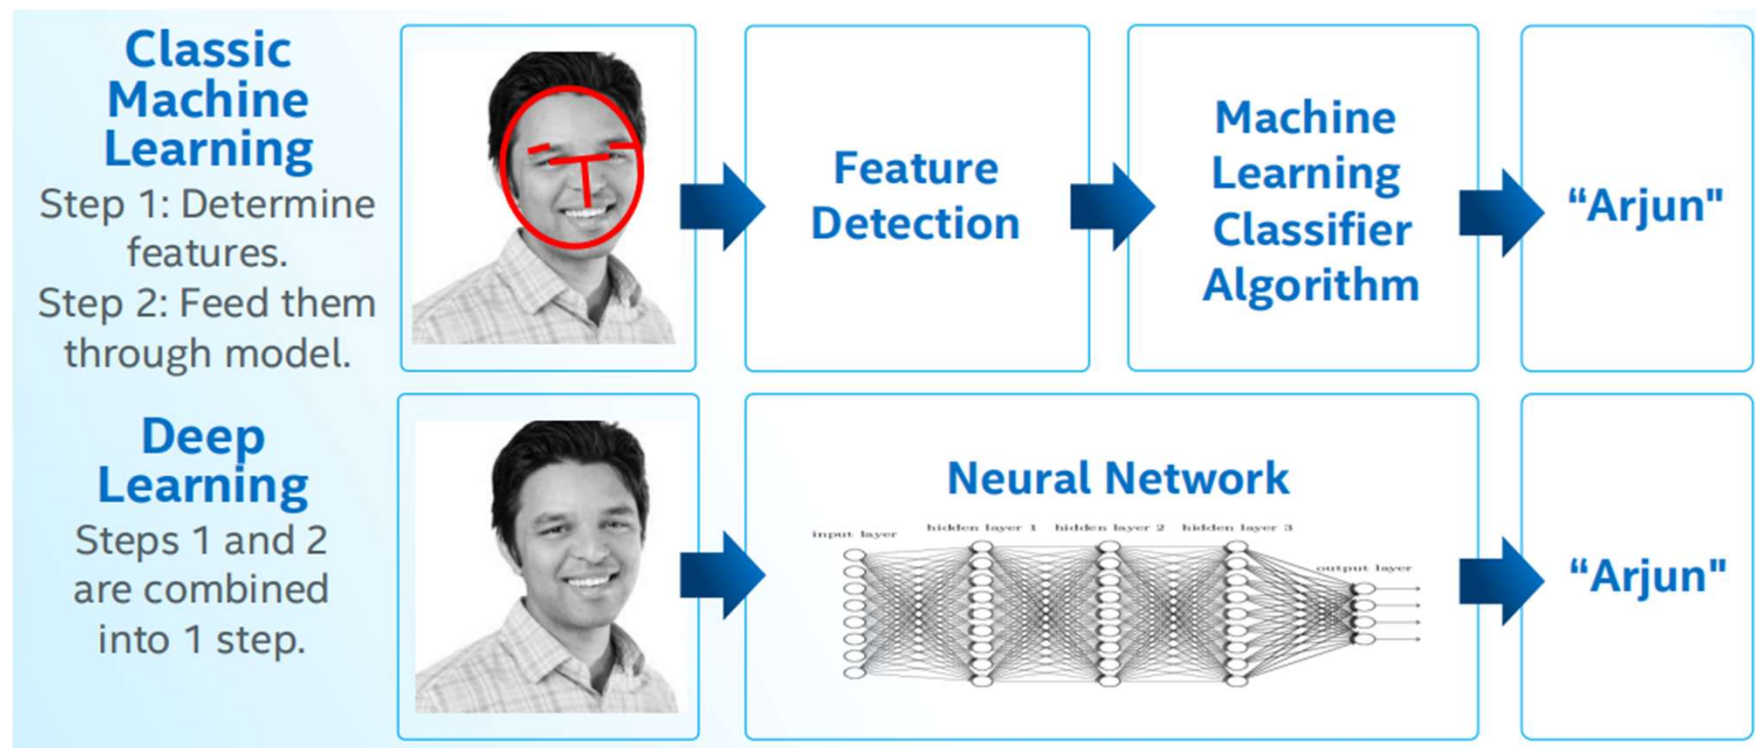 Classic
Machine
Learning
Step 1: Determine
features.
Step 2: Feed them
through model.
Feature
Detection
Machine
Learning
Classifier
Algorithm
“Arjun"
Deep
Learning
Steps 1 and 2
are combined
into 1 step.
Neural Network
input layer
hidden layer 1
hidden layer 2
hidden layer 3
output layer
“Arjun"